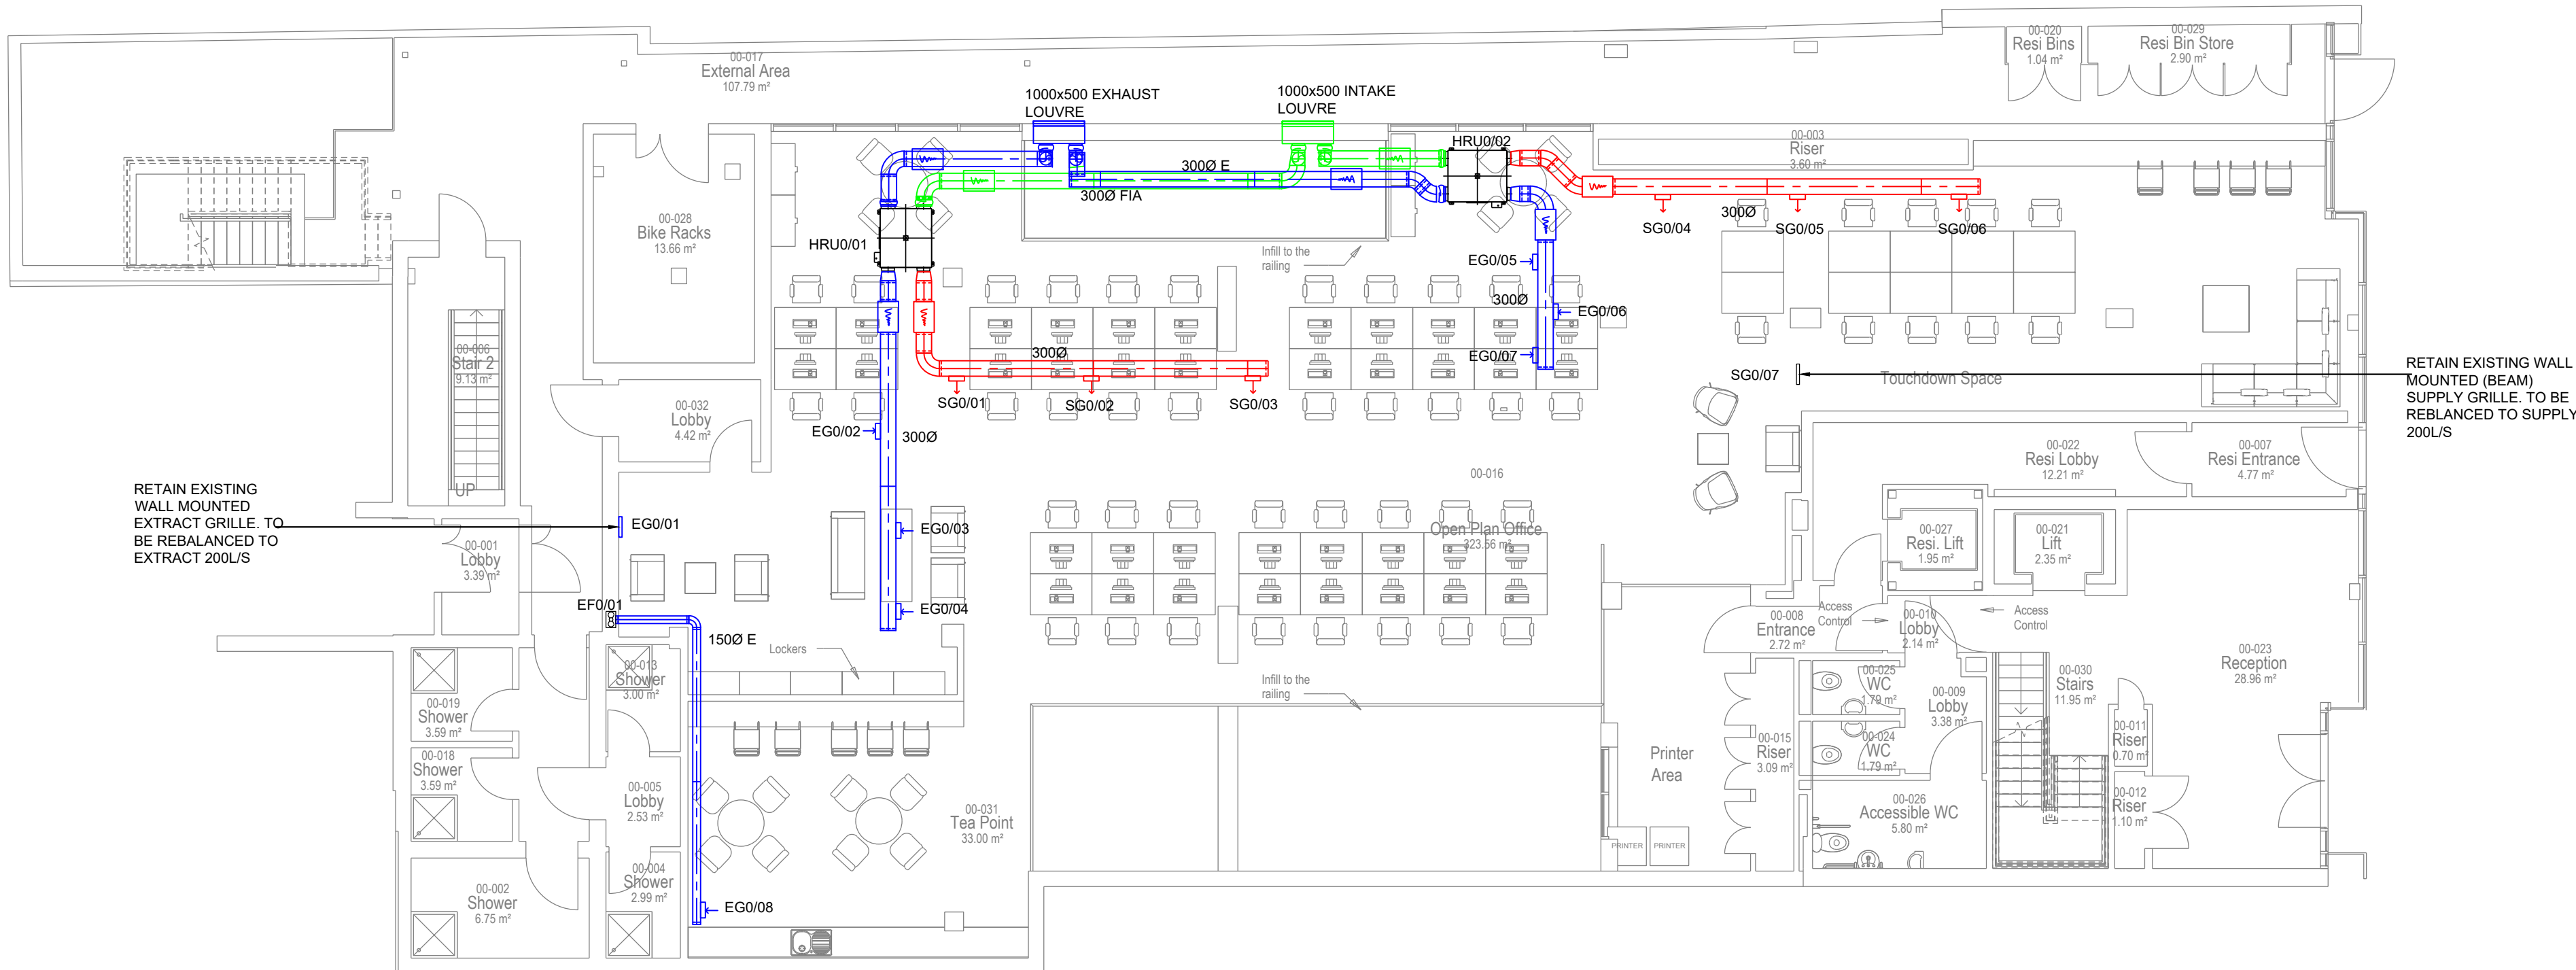 00-017
External Area
107.79 m²
00-020
Resi Bins
1.04 m²
00-029
Resi Bin Store
2.90 m²
1000x500 EXHAUST
LOUVRE
1000x500 INTAKE
LOUVRE
HRU0/02
00-003
Riser
3.60 m²
300Ø E
300Ø FIA
300Ø
SG0/04
SG0/05
SG0/06
00-028
Bike Racks
13.66 m²
HRU0/01
Infill to the
railing
EG0/05
300Ø
EG0/06
EG0/07
00-006
Stair 2
9.13 m²
UP
300Ø
SG0/01
SG0/02
SG0/03
SG0/07
Touchdown Space
RETAIN EXISTING WALL
MOUNTED (BEAM)
SUPPLY GRILLE. TO BE
REBLANCED TO SUPPLY
200L/S
00-032
Lobby
4.42 m²
EG0/02
300Ø
00-016
Open Plan Office
323.56 m²
00-022
Resi Lobby
12.21 m²
00-007
Resi Entrance
4.77 m²
RETAIN EXISTING
WALL MOUNTED
EXTRACT GRILLE. TO
BE REBALANCED TO
EXTRACT 200L/S
EG0/01
EG0/03
EG0/04
00-001
Lobby
3.39 m²
00-027
Resi. Lift
1.95 m²
00-021
Lift
2.35 m²
EF0/01
150Ø E
Lockers
00-008
Entrance
2.72 m²
Access
Control
00-010
Lobby
2.14 m²
Access
Control
00-023
Reception
28.96 m²
00-013
Shower
3.00 m²
00-019
Shower
3.59 m²
Infill to the
railing
00-025
WC
1.79 m²
00-009
Lobby
3.38 m²
00-030
Stairs
11.95 m²
00-018
Shower
3.59 m²
00-005
Lobby
2.53 m²
Printer
Area
00-015
Riser
3.09 m²
00-024
WC
1.79 m²
00-011
Riser
0.70 m²
00-031
Tea Point
33.00 m²
00-026
Accessible WC
5.80 m²
00-012
Riser
1.10 m²
PRINTER
PRINTER
00-002
Shower
6.75 m²
00-004
Shower
2.99 m²
EG0/08